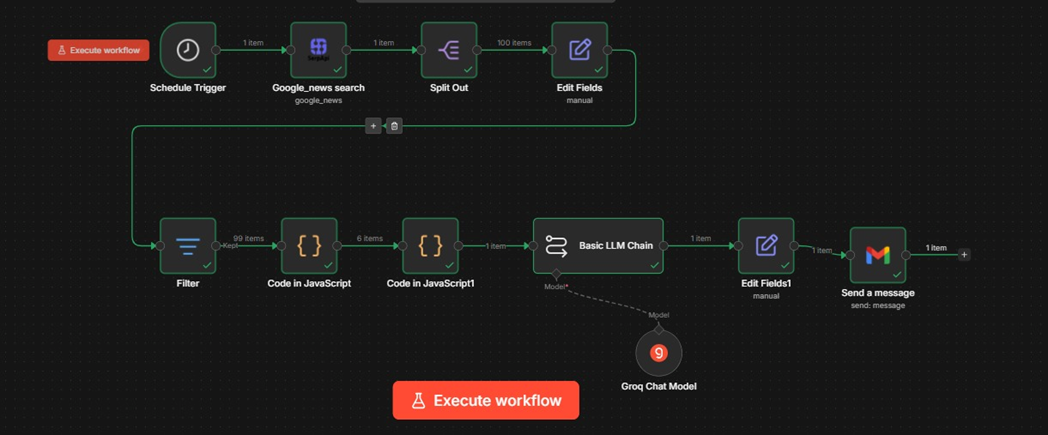 Execute workflow
1 item
1 item
100 items
Schedule Trigger
Google_news search
google_news
Split Out
Edit Fields
manual
Kept
99 items
6 items
1 item
Basic LLM Chain
1 item
1 item
1 item
Filter
Code in JavaScript
Code in JavaScript1
Model*
Edit Fields1
manual
Send a message
send: message
Model
Groq Chat Model
Execute workflow